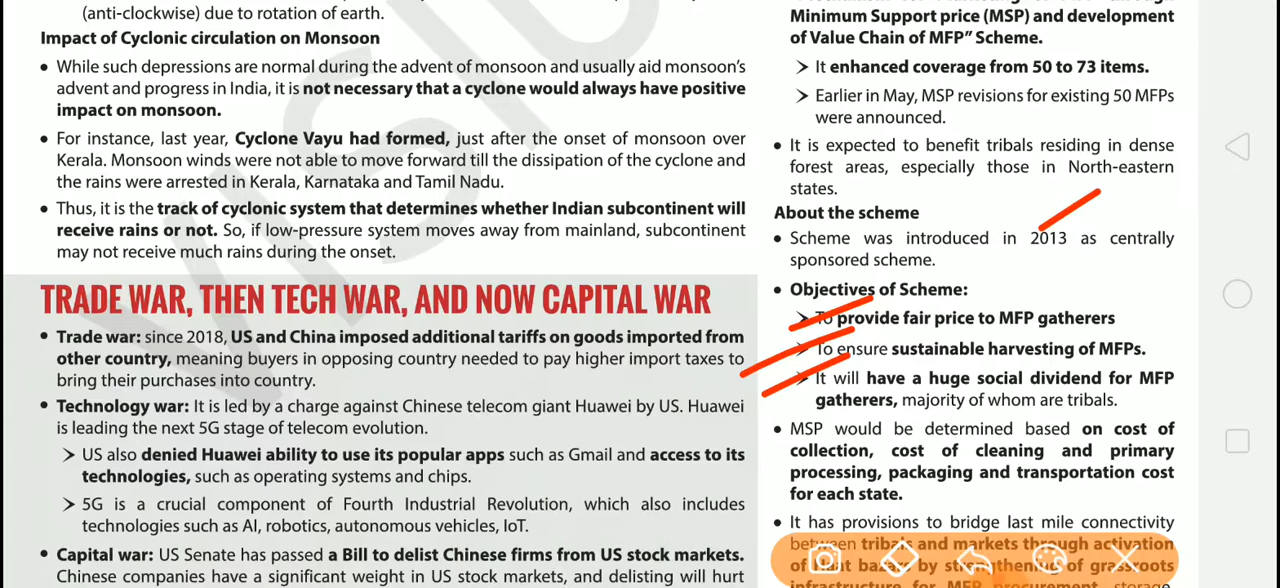 (anti-clockwise) due to rotation of earth.
Impact of Cyclonic circulation on Monsoon
• While such depressions are normal during the advent of monsoon and usually aid monsoon's
advent and progress in India, it is not necessary that a cyclone would always have positive
impact on monsoon.
• For instance, last year, Cyclone Vayu had formed, just after the onset of monsoon over
Kerala. Monsoon winds were not able to move forward till the dissipation of the cyclone and
the rains were arrested in Kerala, Karnataka and Tamil Nadu.
• Thus, it is the track of cyclonic system that determines whether Indian subcontinent will
receive rains or not. So, if low-pressure system moves away from mainland, subcontinent
may not receive much rains during the onset.
TRADE WAR, THEN TECH WAR, AND NOW CAPITAL WAR
• Trade war: since 2018, US and China imposed additional tariffs on goods imported from
other country, meaning buyers in opposing country needed to pay higher import taxes to
bring their purchases into country.
• Technology war: It is led by a charge against Chinese telecom giant Huawei by US. Huawei
is leading the next 5G stage of telecom evolution.
➢ US also denied Huawei ability to use its popular apps such as Gmail and access to its
technologies, such as operating systems and chips.
➢ 5G is a crucial component of Fourth Industrial Revolution, which also includes
technologies such as AI, robotics, autonomous vehicles, IoT.
• Capital war: US Senate has passed a Bill to delist Chinese firms from US stock markets.
Chinese companies have a significant weight in US stock markets, and delisting will hurt
Minimum Support price (MSP) and development
of Value Chain of MFP" Scheme.
➢ It enhanced coverage from 50 to 73 items.
➢ Earlier in May, MSP revisions for existing 50 MFPs
were announced.
• It is expected to benefit tribals residing in dense
forest areas, especially those in North-eastern
states.
About the scheme
• Scheme was introduced in 2013 as centrally
sponsored scheme.
• Objectives of Scheme:
➢ To provide fair price to MFP gatherers
➢ To ensure sustainable harvesting of MFPs.
➢ It will have a huge social dividend for MFP
gatherers, majority of whom are tribals.
• MSP would be determined based on cost of
collection, cost of cleaning and primary
processing, packaging and transportation cost
for each state.
• It has provisions to bridge last mile connectivity
between tribals and markets through activation
by strengthening of grassroots
infrastructure for MFP procurement, storage,